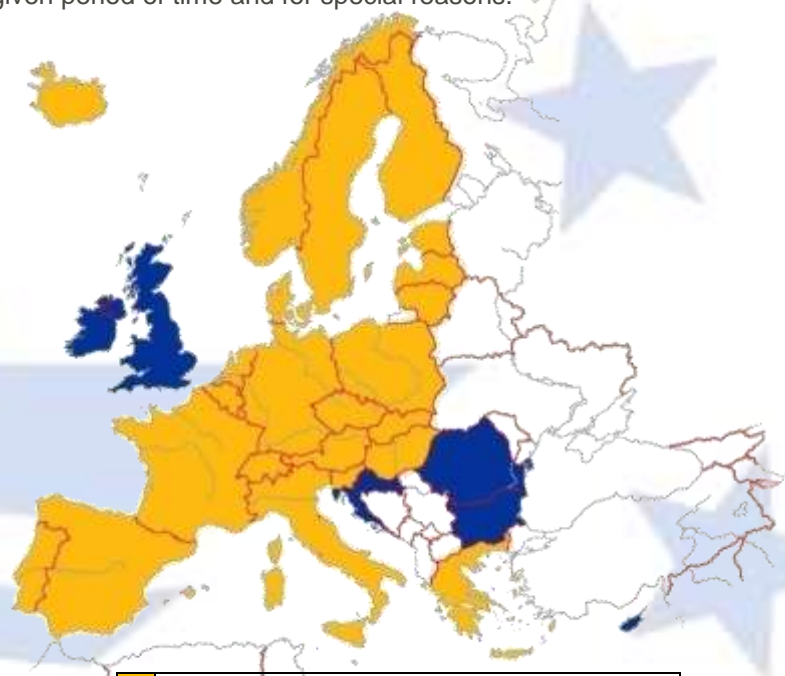 given period of time and for special reasons.